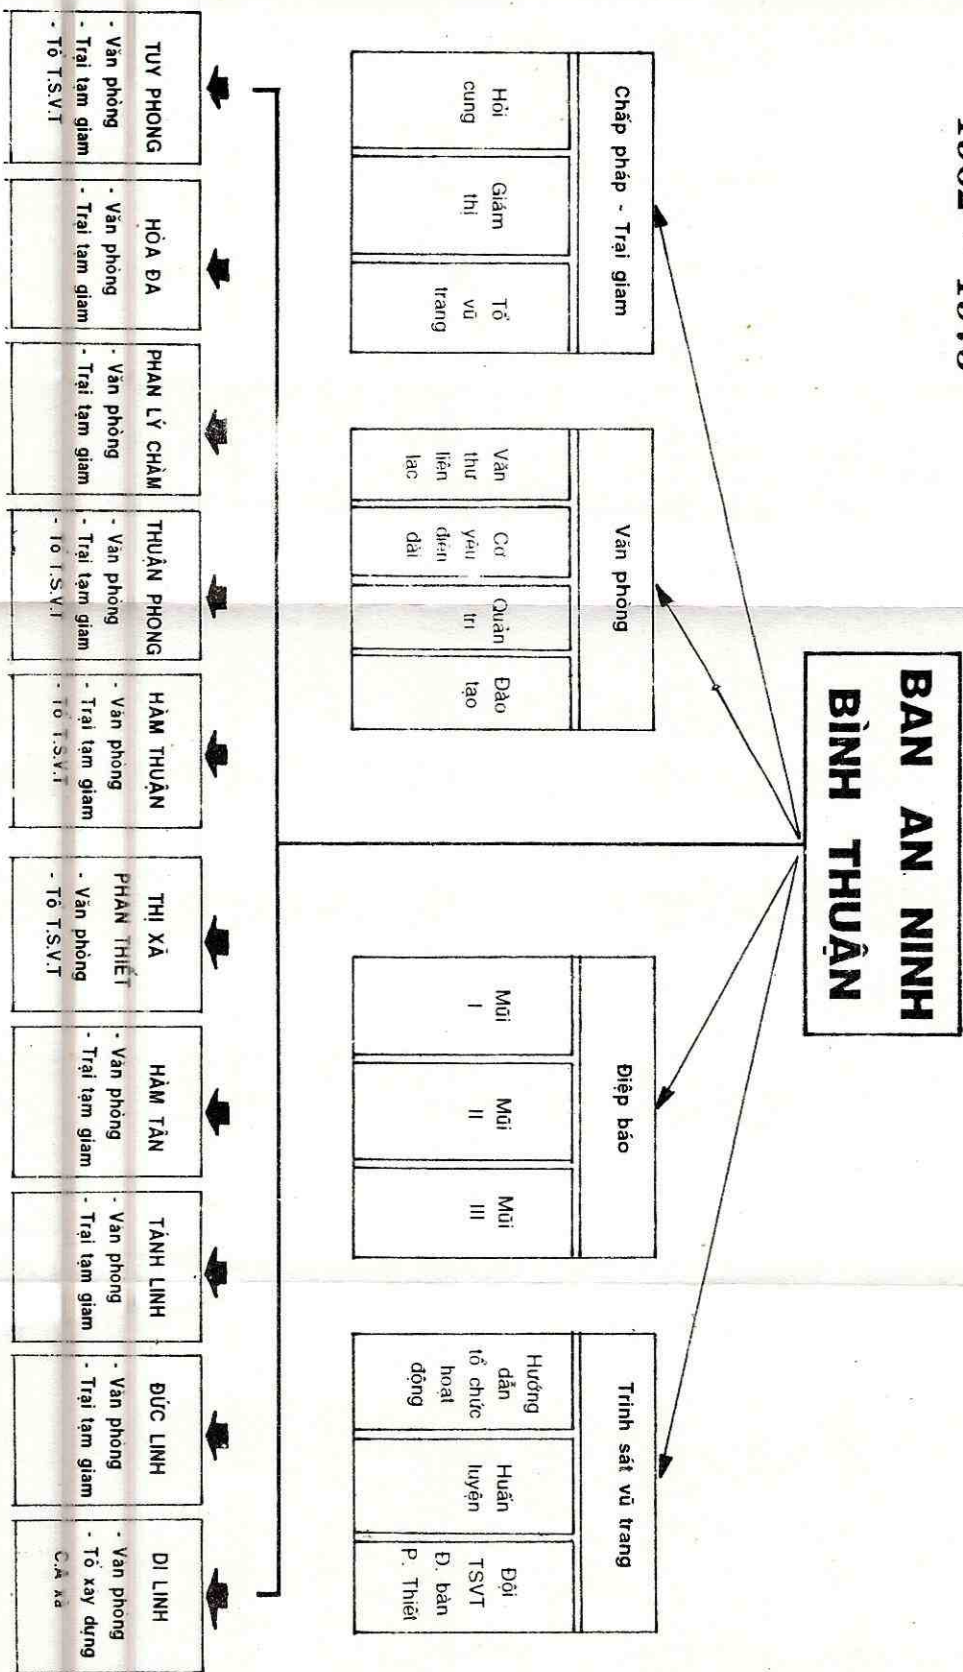 BAN AN NINH
BÌNH THUẬN
Chấp pháp - Trại giam
Hỏi
cung
Giám
thị
Tổ
vũ
trang
Văn phòng
Văn
thư
liên
lạc
Cơ
yếu
điện
đài
Quản
trị
Đào
tạo
Điệp báo
Mũi
I
Mũi
II
Mũi
III
Trinh sát vũ trang
Hướng
dẫn
tổ chức
hoạt
động
Huấn
luyện
Đội
TSVT
Đ. bàn
P. Thiết
TUY PHONG
- Văn phòng
- Trại tạm giam
- Tổ T.S.V.T
HÒA ĐA
- Văn phòng
- Trại tạm giam
PHAN LÝ CHÀM
- Văn phòng
- Trại tạm giam
THUẬN PHONG
- Văn phòng
- Trại tạm giam
- Tổ T.S.V.T
HÀM THUẬN
- Văn phòng
- Trại tạm giam
- Tổ T.S.V.T
THỊ XÃ
PHAN THIẾT
- Văn phòng
- Tổ T.S.V.T
HÀM TÂN
- Văn phòng
- Trại tạm giam
TÁNH LINH
- Văn phòng
- Trại tạm giam
ĐỨC LINH
- Văn phòng
- Trại tạm giam
DI LINH
- Văn phòng
- Tổ xây dựng
C.A xã